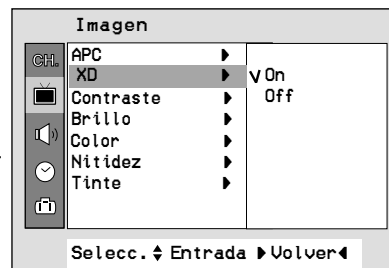 Imagen
CH.
APC
XD
Contraste
Brillo
Color
Nitidez
Tinte
√ On
Off
Selecc. Entrada Volver